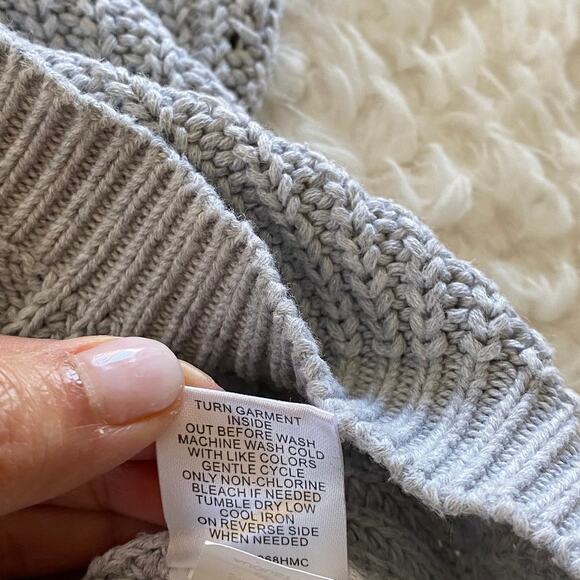 TURN GARMENT
INSIDE
OUT BEFORE WASH
MACHINE WASH COLD
WITH LIKE COLORS
GENTLE CYCLE
ONLY NON-CHLORINE
BLEACH IF NEEDED
TUMBLE DRY LOW
COOL IRON
ON REVERSE SIDE
WHEN NEEDED